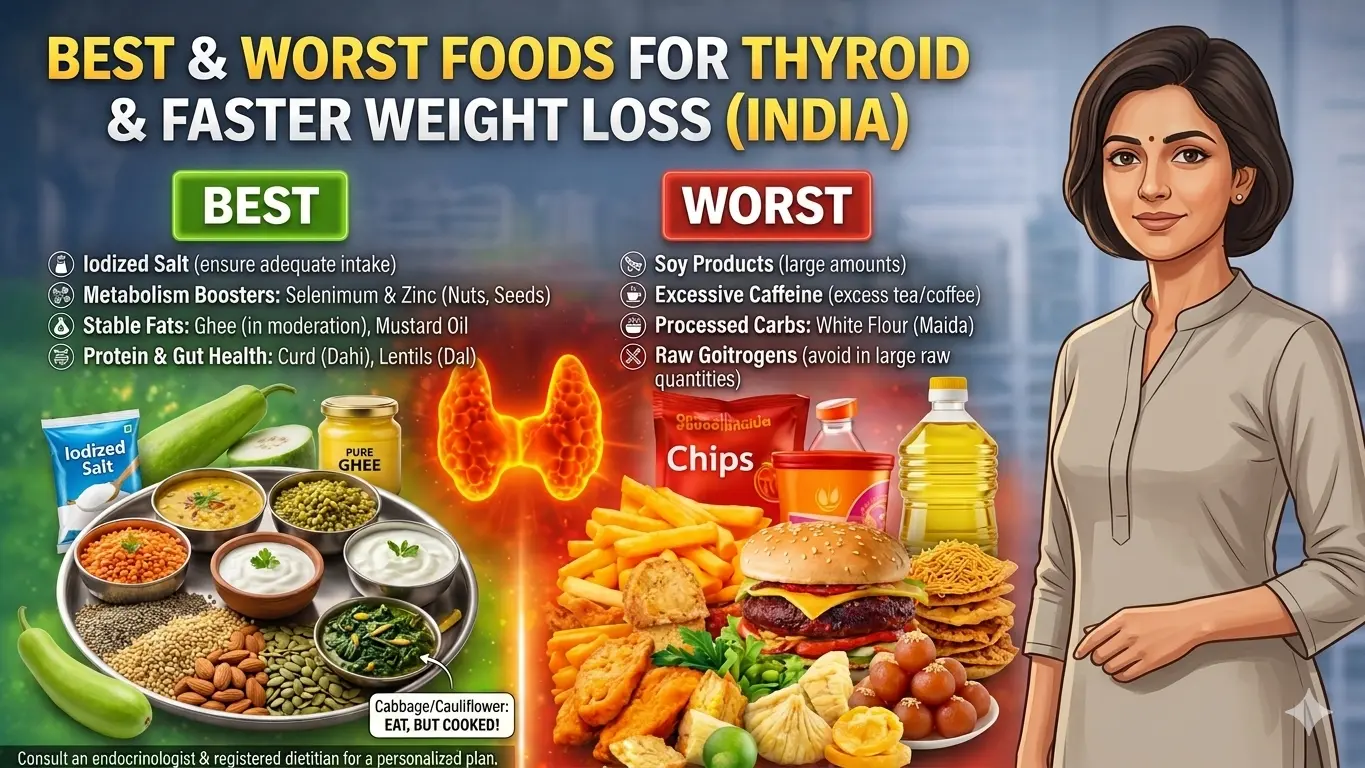 BEST & WORST FOODS FOR THYROID
& FASTER WEIGHT LOSS (INDIA)
BEST
Iodized Salt (ensure adequate intake)
Metabolism Boosters: Selenimum & Zinc (Nuts, Seeds)
Stable Fats: Ghee (in moderation), Mustard Oil
Protein & Gut Health: Curd (Dahi), Lentils (Dal)
WORST
Soy Products (large amounts)
Excessive Caffeine (excess tea/coffee)
Processed Carbs: White Flour (Maida)
Raw Goitrogens (avoid in large raw
quantities)
Iodized
Salt
PURE
GHEE
Chips
Cabbage/Cauliflower:
EAT, BUT COOKED!
Consult an endocrinologist & registered dietitian for a personalized plan.